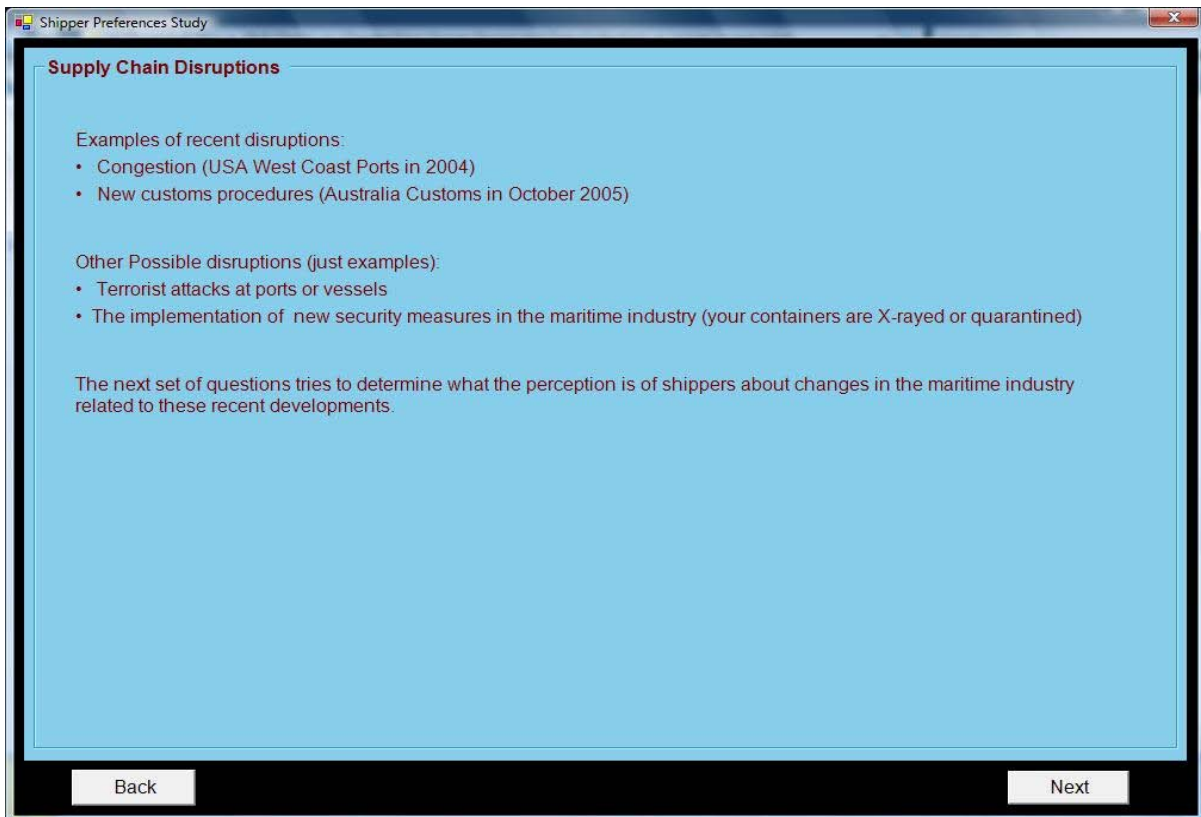 Shipper Preferences Study
Supply Chain Disruptions
Examples of recent disruptions:
• Congestion (USA West Coast Ports in 2004)
• New customs procedures (Australia Customs in October 2005)
Other Possible disruptions (just examples):
• Terrorist attacks at ports or vessels
• The implementation of  new security measures in the maritime industry (your containers are X-rayed or quarantined)
The next set of questions tries to determine what the perception is of shippers about changes in the maritime industry
related to these recent developments.
Back
Next